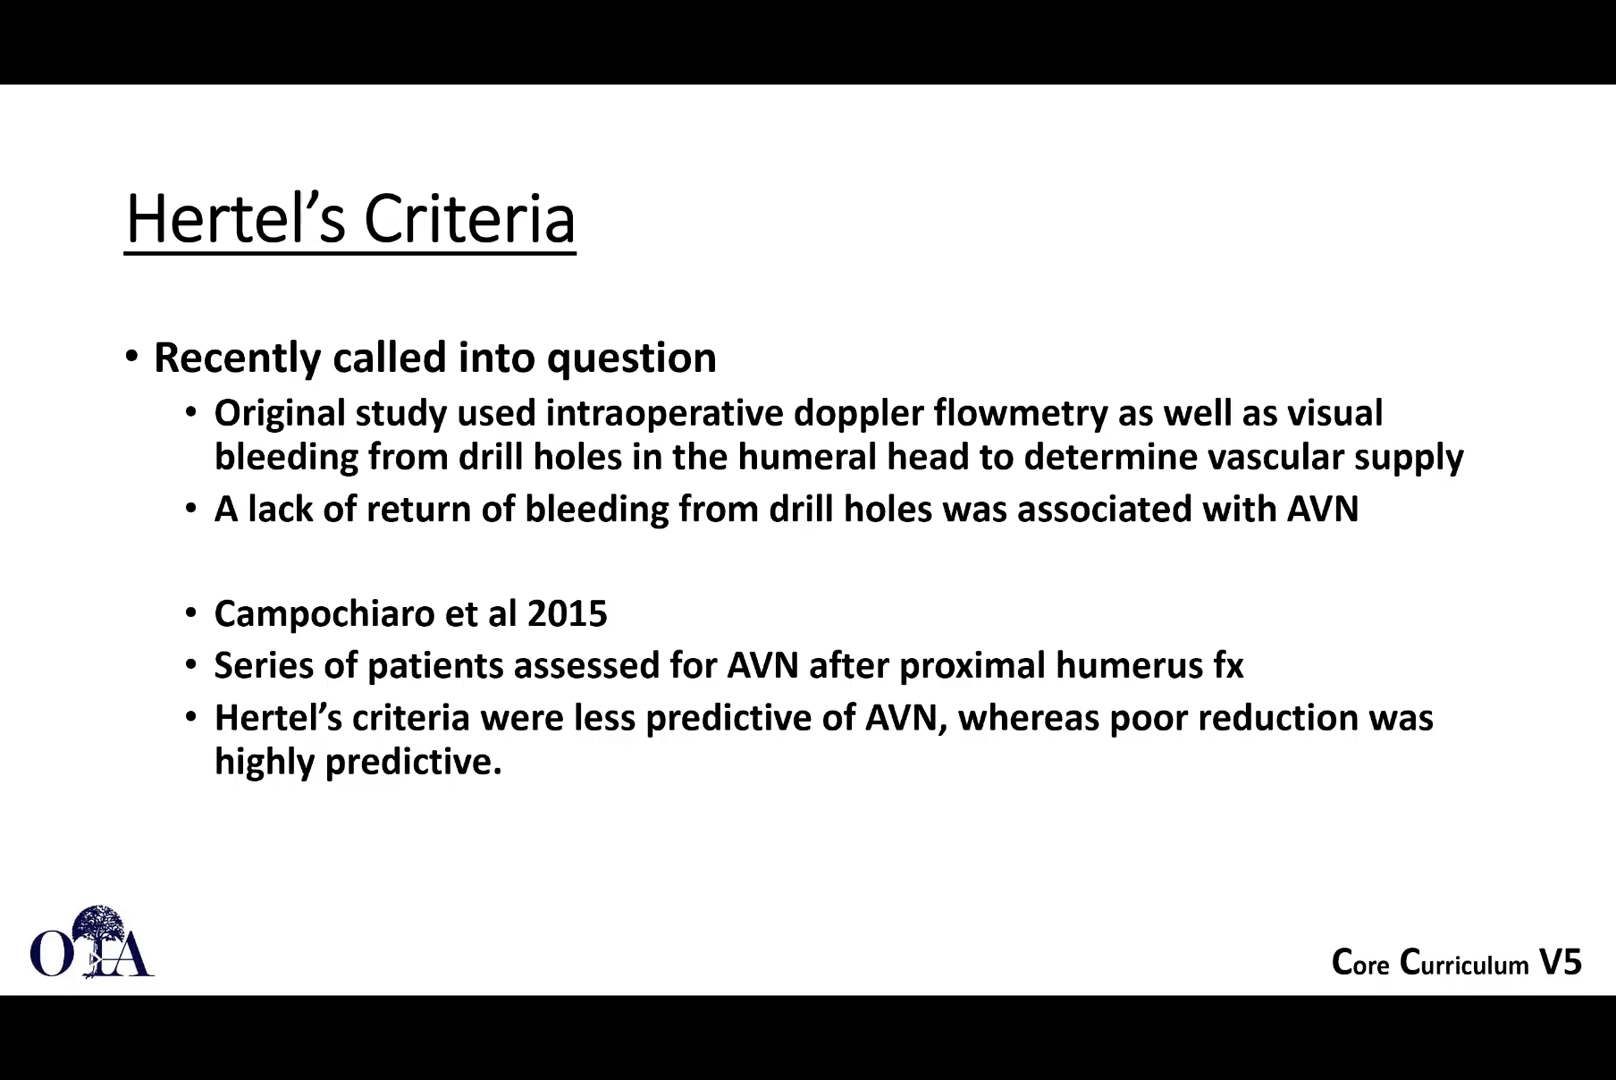 Hertel’s Criteria
• Recently called into question
• Original study used intraoperative doppler flowmetry as well as visual
bleeding from drill holes in the humeral head to determine vascular supply
• A lack of return of bleeding from drill holes was associated with AVN
• Campochiaro et al 2015
• Series of patients assessed for AVN after proximal humerus fx
• Hertel’s criteria were less predictive of AVN, whereas poor reduction was
highly predictive.
OTA
Core Curriculum V5